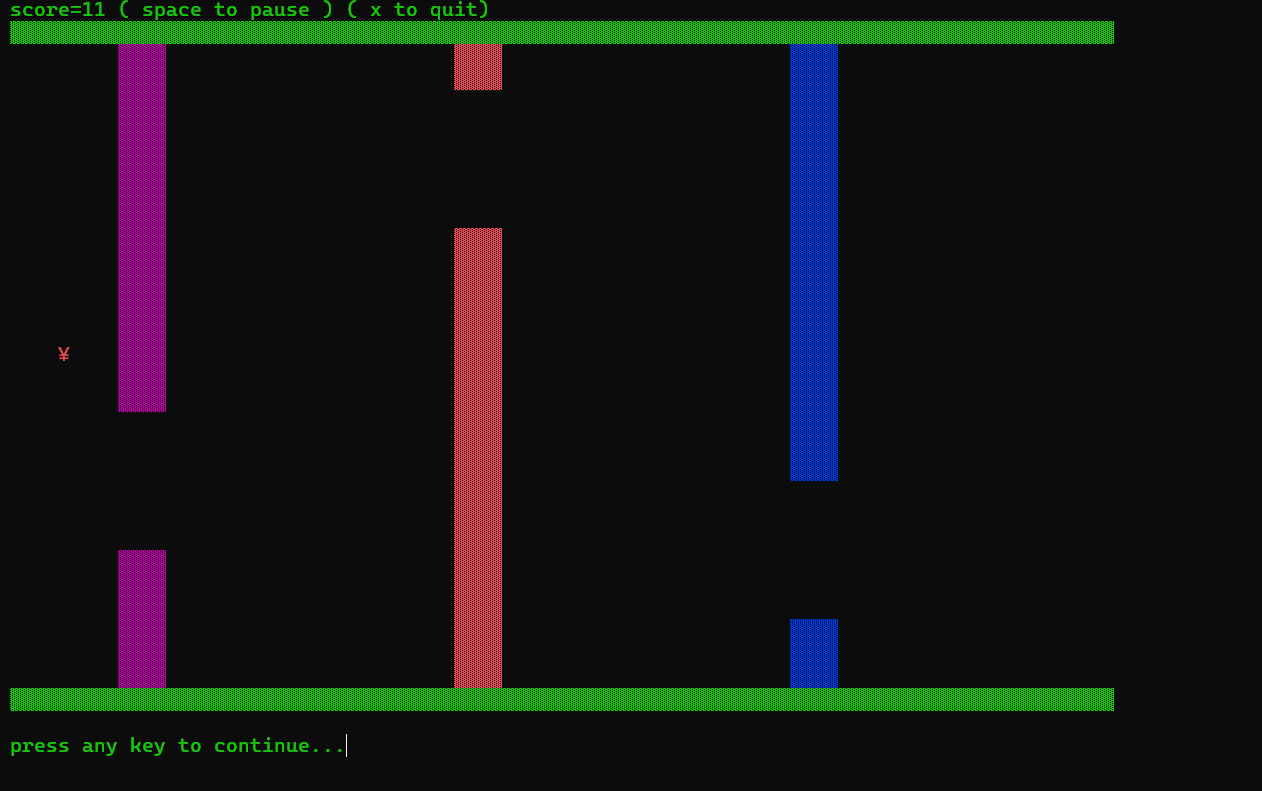 score=11 ( space to pause ) ( x to quit)
¥
press any key to continue...